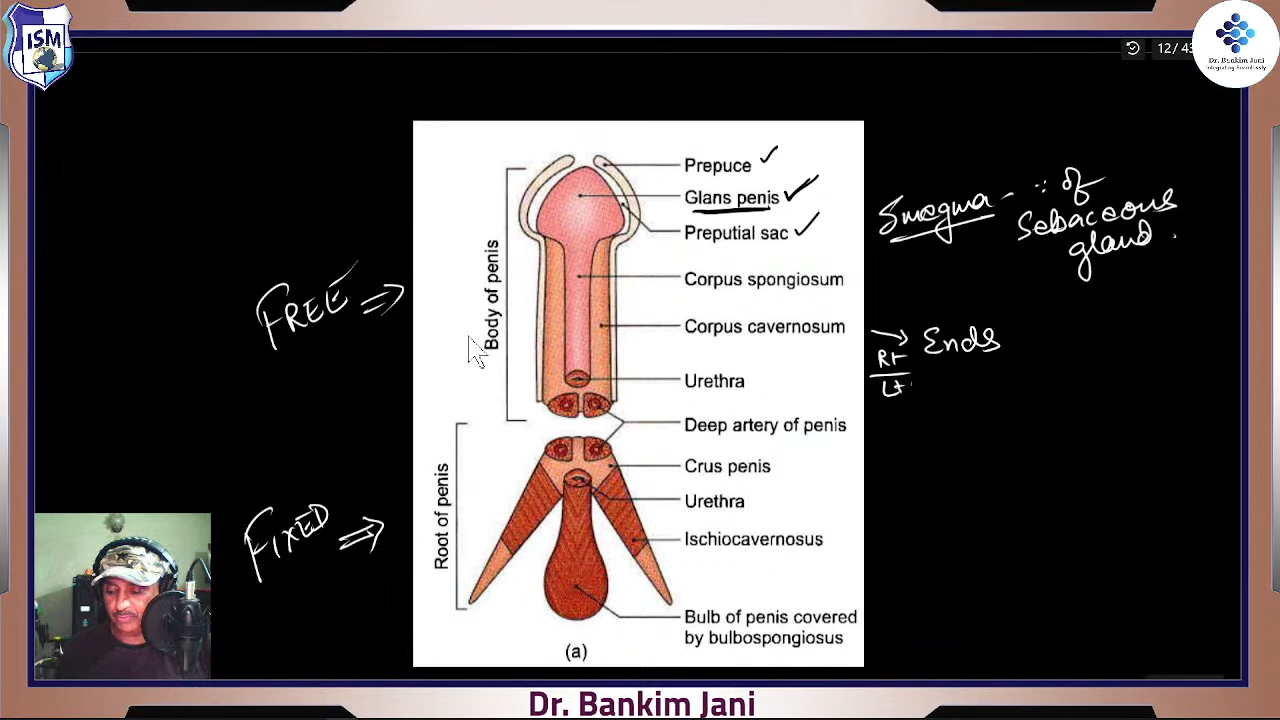 ISM
12/ 43
Dr. Bankim Jani
Integrating Seamlessly
Prepuce
Glans penis
Preputial sac
Corpus spongiosum
Corpus cavernosum
Urethra
Deep artery of penis
Crus penis
Urethra
Ischiocavernosus
Bulb of penis covered
by bulbospongiosus
(a)
Body of penis
Root of penis
FREE ⇒
FIXED ⇒
Smegma - ∵ of
Sebaceous
gland.
→ Ends
Rt
Lt
Dr. Bankim Jani